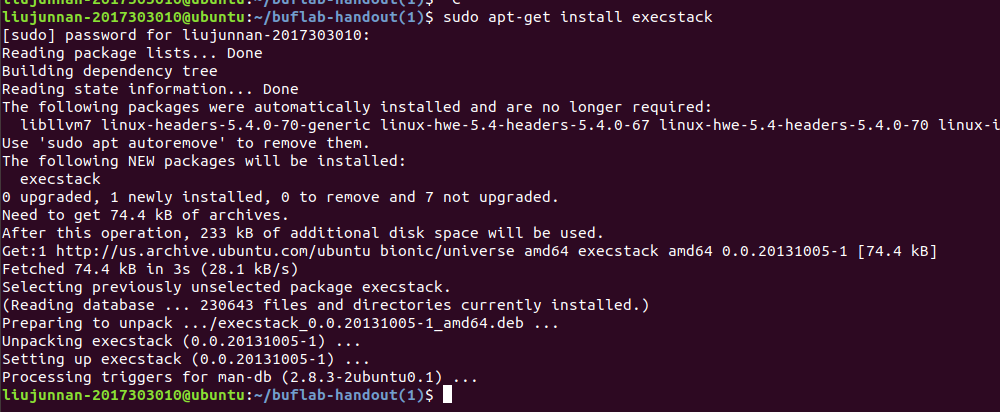 liujunnan-2017303010@ubuntu:~/buflab-handout(1)$ ^C
liujunnan-2017303010@ubuntu:~/buflab-handout(1)$ sudo apt-get install execstack
[sudo] password for liujunnan-2017303010:
Reading package lists... Done
Building dependency tree
Reading state information... Done
The following packages were automatically installed and are no longer required:
  libllvm7 linux-headers-5.4.0-70-generic linux-hwe-5.4-headers-5.4.0-67 linux-hwe-5.4-headers-5.4.0-70 linux-i
Use 'sudo apt autoremove' to remove them.
The following NEW packages will be installed:
  execstack
0 upgraded, 1 newly installed, 0 to remove and 7 not upgraded.
Need to get 74.4 kB of archives.
After this operation, 233 kB of additional disk space will be used.
Get:1 http://us.archive.ubuntu.com/ubuntu bionic/universe amd64 execstack amd64 0.0.20131005-1 [74.4 kB]
Fetched 74.4 kB in 3s (28.1 kB/s)
Selecting previously unselected package execstack.
(Reading database ... 230643 files and directories currently installed.)
Preparing to unpack .../execstack_0.0.20131005-1_amd64.deb ...
Unpacking execstack (0.0.20131005-1) ...
Setting up execstack (0.0.20131005-1) ...
Processing triggers for man-db (2.8.3-2ubuntu0.1) ...
liujunnan-2017303010@ubuntu:~/buflab-handout(1)$